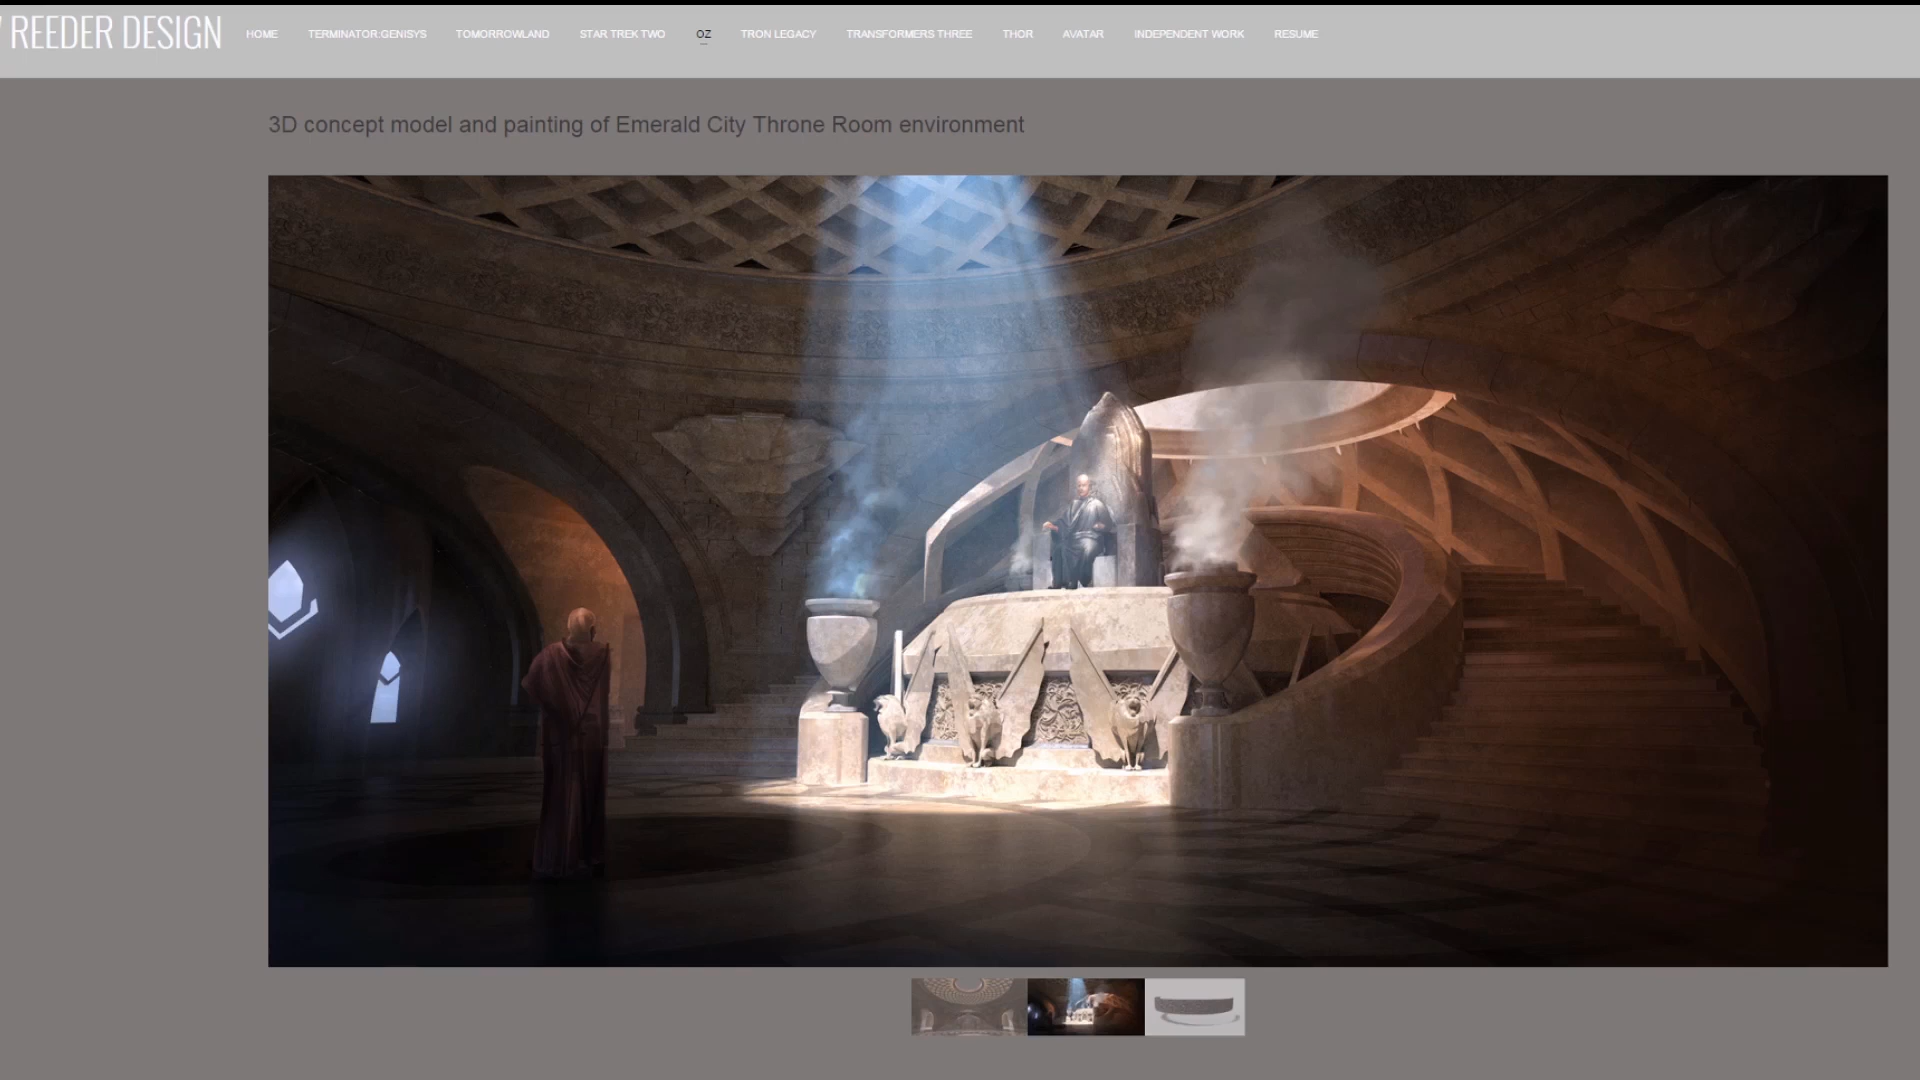 REEDER DESIGN
HOME TERMINATOR:GENISYS TOMORROWLAND STAR TREK TWO OZ TRON LEGACY TRANSFORMERS THREE THOR AVATAR INDEPENDENT WORK RESUME
3D concept model and painting of Emerald City Throne Room environment